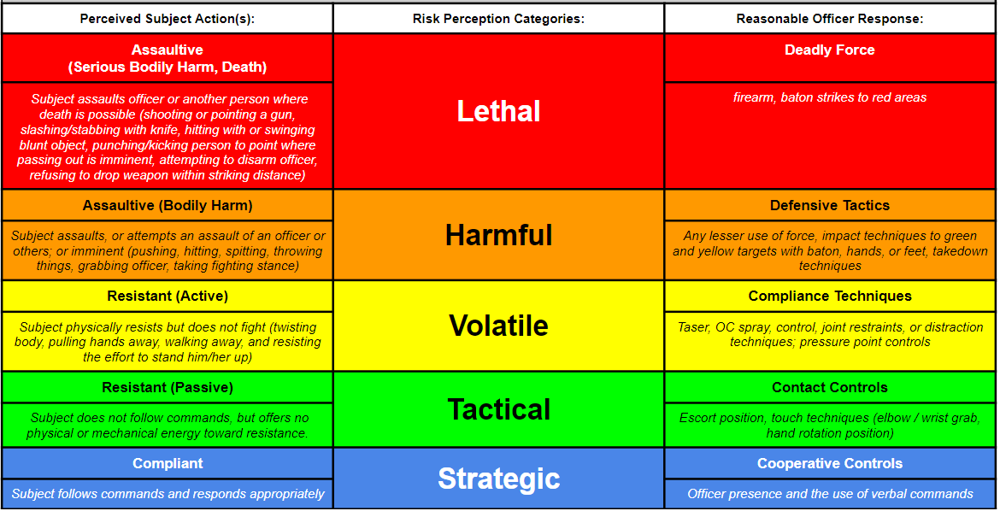 Perceived Subject Action(s):
Risk Perception Categories:
Reasonable Officer Response:
Assaultive
(Serious Bodily Harm, Death)
Subject assaults officer or another person where
death is possible (shooting or pointing a gun,
slashing/stabbing with knife, hitting with or swinging
blunt object, punching/kicking person to point where
passing out is imminent, attempting to disarm officer,
refusing to drop weapon within striking distance)
Lethal
Deadly Force
firearm, baton strikes to red areas
Assaultive (Bodily Harm)
Subject assaults, or attempts an assault of an officer or
others; or imminent (pushing, hitting, spitting, throwing
things, grabbing officer, taking fighting stance)
Harmful
Defensive Tactics
Any lesser use of force, impact techniques to green
and yellow targets with baton, hands, or feet, takedown
techniques
Resistant (Active)
Subject physically resists but does not fight (twisting
body, pulling hands away, walking away, and resisting
the effort to stand him/her up)
Volatile
Compliance Techniques
Taser, OC spray, control, joint restraints, or distraction
techniques; pressure point controls
Resistant (Passive)
Subject does not follow commands, but offers no
physical or mechanical energy toward resistance.
Tactical
Contact Controls
Escort position, touch techniques (elbow / wrist grab,
hand rotation position)
Compliant
Subject follows commands and responds appropriately
Strategic
Cooperative Controls
Officer presence and the use of verbal commands